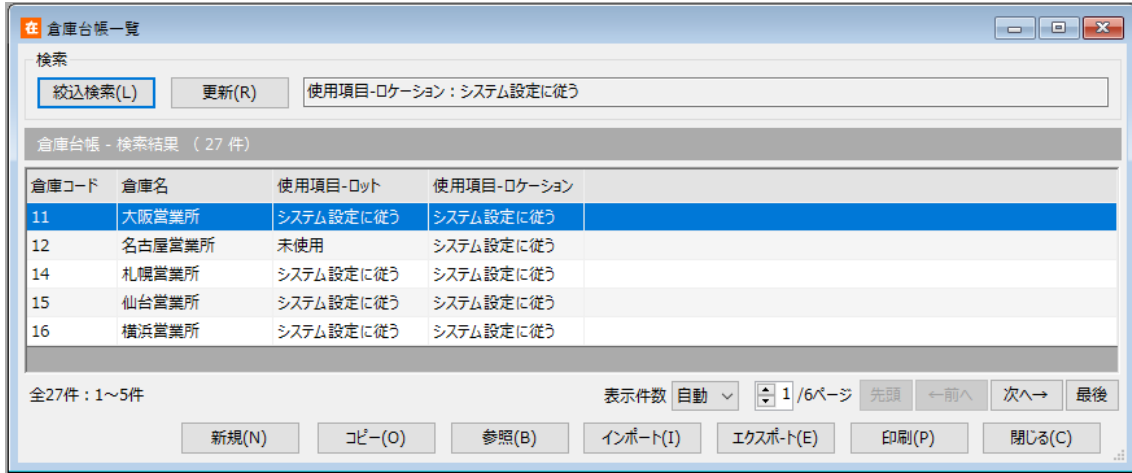 在 倉庫台帳一覧
検索
絞込検索(L) 更新(R) 使用項目-ロケーション：システム設定に従う
倉庫台帳 - 検索結果 （ 27 件）
倉庫コード 倉庫名 使用項目-ロット 使用項目-ロケーション
11 大阪営業所 システム設定に従う システム設定に従う
12 名古屋営業所 未使用 システム設定に従う
14 札幌営業所 システム設定に従う システム設定に従う
15 仙台営業所 システム設定に従う システム設定に従う
16 横浜営業所 システム設定に従う システム設定に従う
全27件：1～5件 表示件数 自動 1 /6ページ 先頭 ←前へ 次へ→ 最後
新規(N) コピー(O) 参照(B) インポート(I) エクスポート(E) 印刷(P) 閉じる(C)